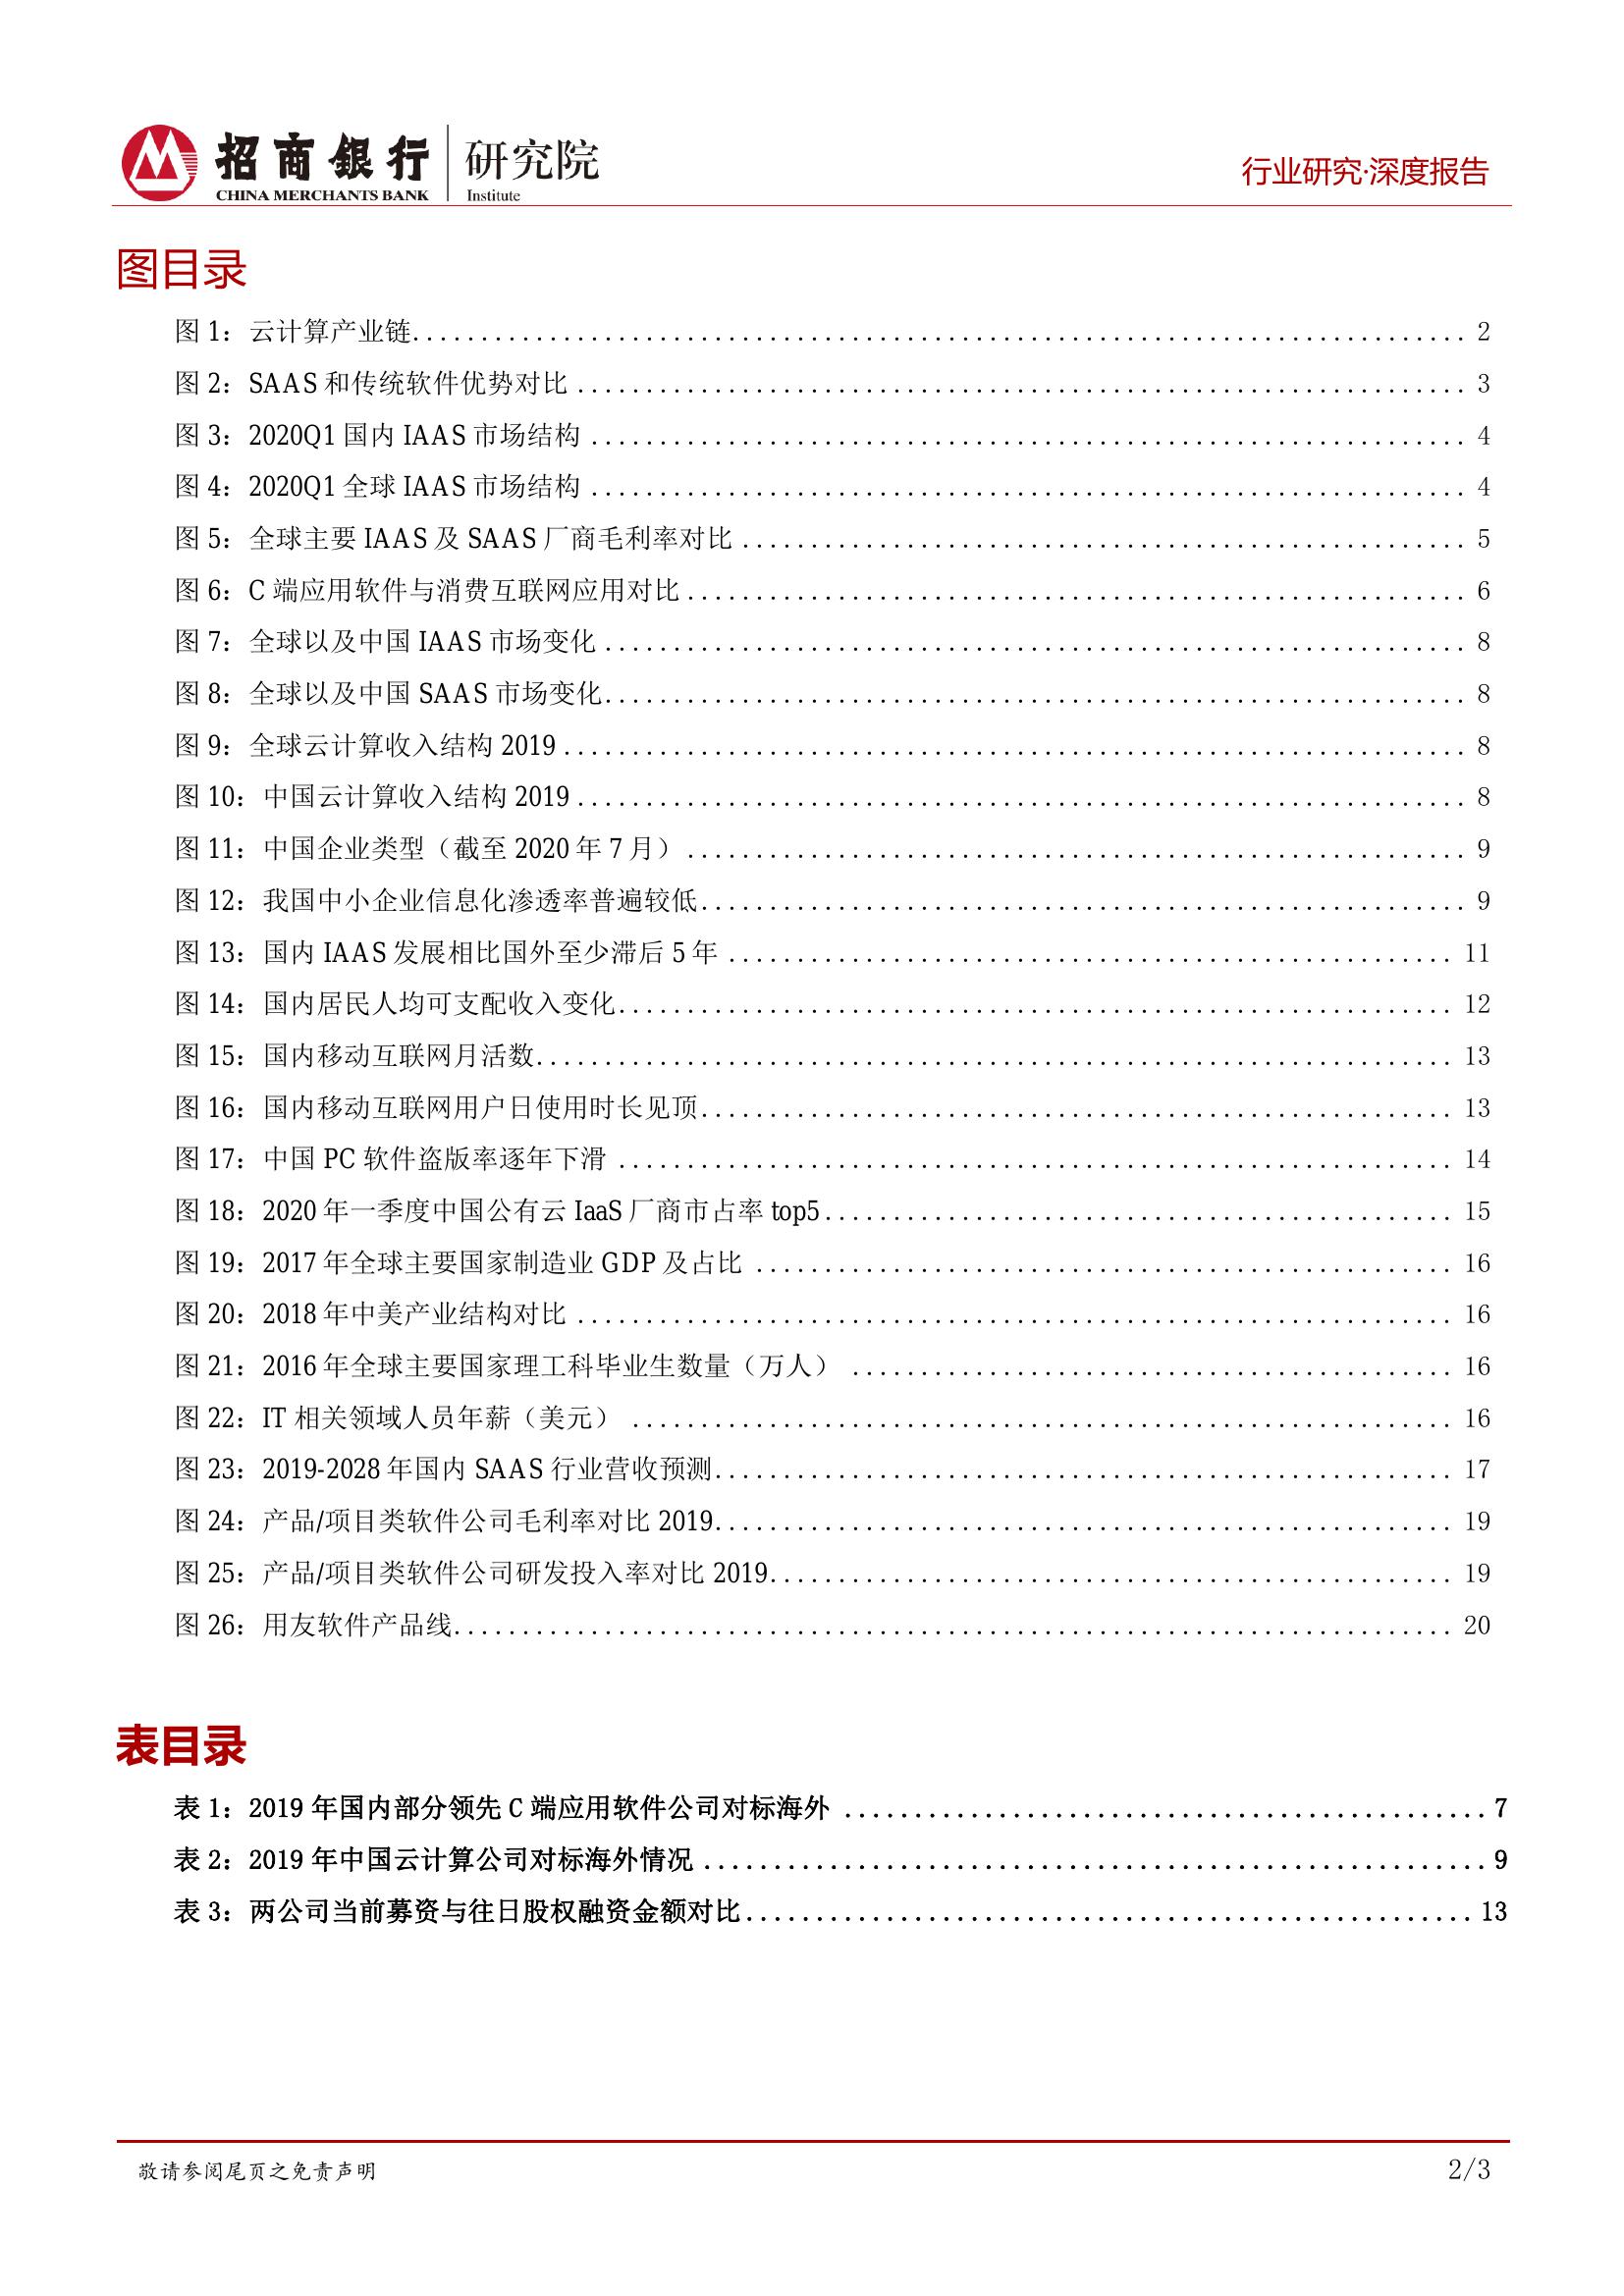 招商银行 研究院
CHINA MERCHANTS BANK Institute
行业研究·深度报告
图目录
图 1：云计算产业链........................................ 2
图 2：SAAS 和传统软件优势对比 ........................................ 3
图 3：2020Q1 国内 IAAS 市场结构 ........................................ 4
图 4：2020Q1 全球 IAAS 市场结构 ........................................ 4
图 5：全球主要 IAAS 及 SAAS 厂商毛利率对比 ........................................ 5
图 6：C 端应用软件与消费互联网应用对比 ........................................ 6
图 7：全球以及中国 IAAS 市场变化 ........................................ 8
图 8：全球以及中国 SAAS 市场变化........................................ 8
图 9：全球云计算收入结构 2019 ........................................ 8
图 10：中国云计算收入结构 2019 ........................................ 8
图 11：中国企业类型（截至 2020 年 7 月） ........................................ 9
图 12：我国中小企业信息化渗透率普遍较低........................................ 9
图 13：国内 IAAS 发展相比国外至少滞后 5 年 ........................................ 11
图 14：国内居民人均可支配收入变化........................................ 12
图 15：国内移动互联网月活数........................................ 13
图 16：国内移动互联网用户日使用时长见顶........................................ 13
图 17：中国 PC 软件盗版率逐年下滑 ........................................ 14
图 18：2020 年一季度中国公有云 IaaS 厂商市占率 top5........................................ 15
图 19：2017 年全球主要国家制造业 GDP 及占比 ........................................ 16
图 20：2018 年中美产业结构对比 ........................................ 16
图 21：2016 年全球主要国家理工科毕业生数量（万人） ........................................ 16
图 22：IT 相关领域人员年薪（美元） ........................................ 16
图 23：2019-2028 年国内 SAAS 行业营收预测........................................ 17
图 24：产品/项目类软件公司毛利率对比 2019........................................ 19
图 25：产品/项目类软件公司研发投入率对比 2019........................................ 19
图 26：用友软件产品线........................................ 20
表目录
表 1：2019 年国内部分领先 C 端应用软件公司对标海外 ........................................ 7
表 2：2019 年中国云计算公司对标海外情况 ........................................ 9
表 3：两公司当前募资与往日股权融资金额对比........................................ 13
敬请参阅尾页之免责声明
2/3